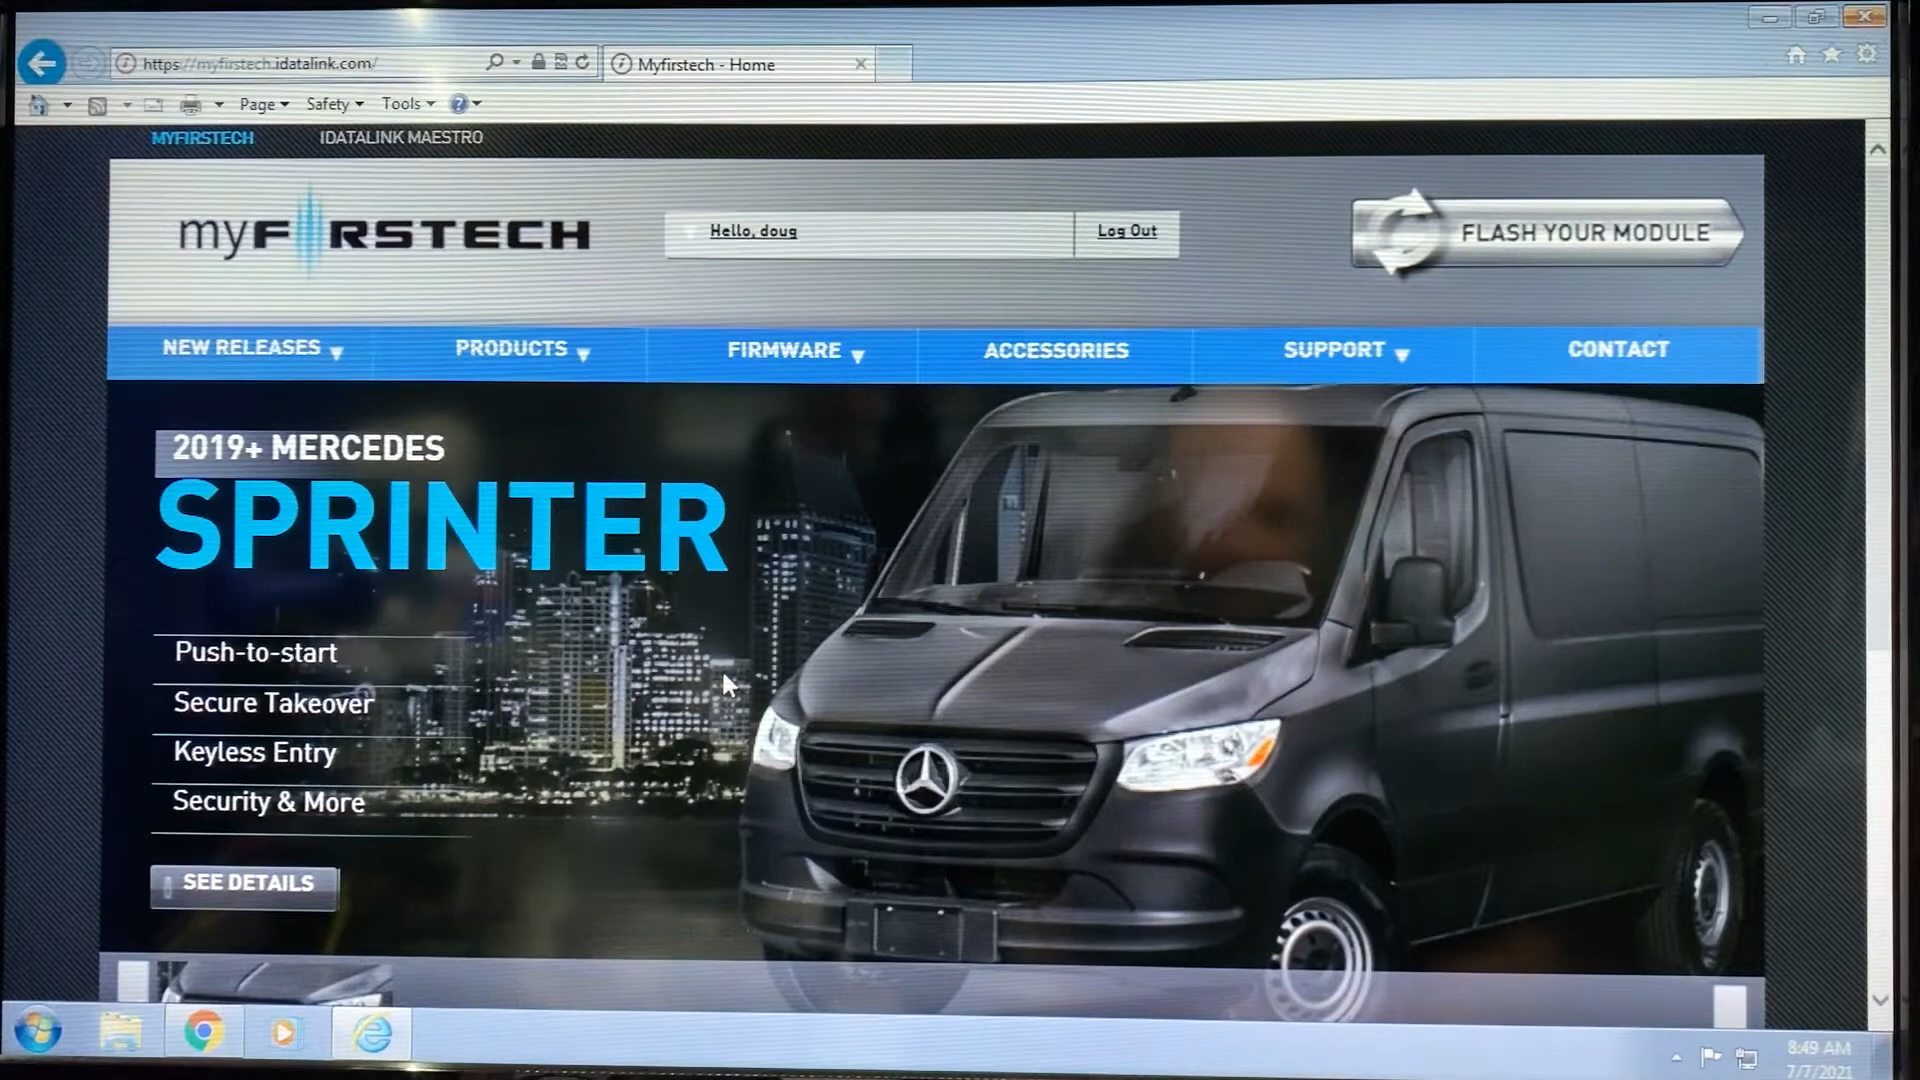 https://myfirstech.idatalink.com/
Myfirstech - Home
Page
Safety
Tools
MYFIRSTECH
IDATALINK MAESTRO
myFIRSTECH
Hello, doug
Log Out
FLASH YOUR MODULE
NEW RELEASES
PRODUCTS
FIRMWARE
ACCESSORIES
SUPPORT
CONTACT
2019+ MERCEDES
SPRINTER
Push-to-start
Secure Takeover
Keyless Entry
Security & More
SEE DETAILS
8:49 AM
7/7/2021